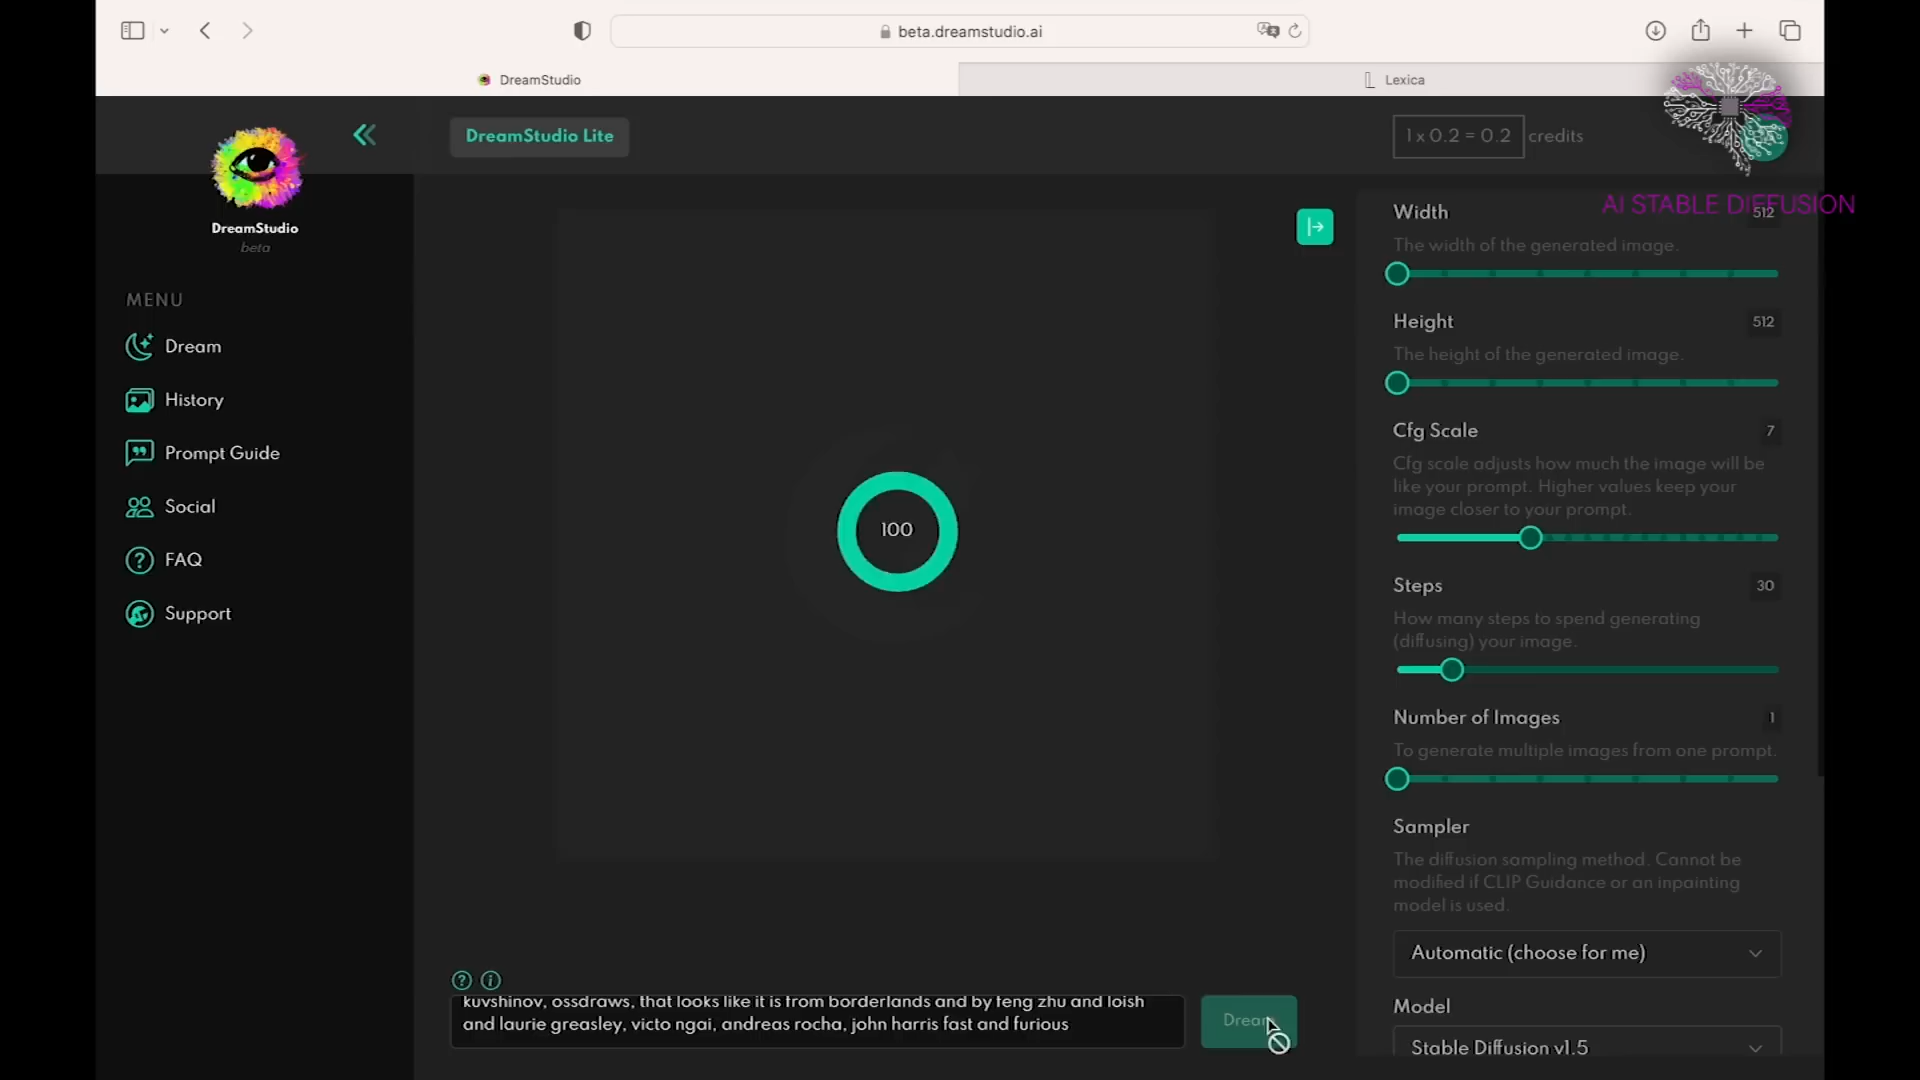 beta.dreamstudio.ai
DreamStudio
Lexica
DreamStudio Lite
1 x 0.2 = 0.2 credits
AI STABLE DIFFUSION
DreamStudio
beta
MENU
Dream
History
Prompt Guide
Social
FAQ
Support
100
Width 512
The width of the generated image.
Height 512
The height of the generated image.
Cfg Scale 7
Cfg scale adjusts how much the image will be
like your prompt. Higher values keep your
image closer to your prompt.
Steps 30
How many steps to spend generating
(diffusing) your image.
Number of Images 1
To generate multiple images from one prompt.
Sampler
The diffusion sampling method. Cannot be
modified if CLIP Guidance or an inpainting
model is used.
Automatic (choose for me)
Model
Stable Diffusion v1.5
kuvshinov, ossdraws, that looks like it is from borderlands and by feng zhu and loish
and laurie greasley, victo ngai, andreas rocha, john harris fast and furious
Dream